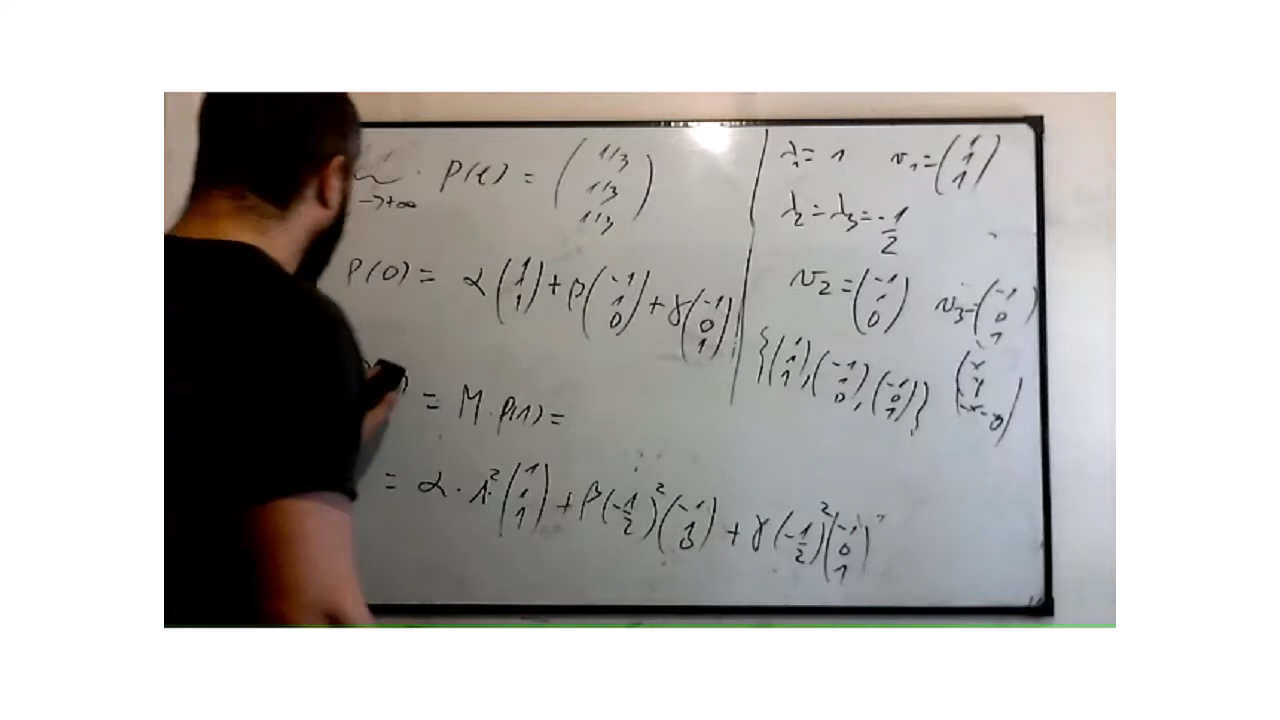 P(t) = (1/3 1/3 1/3)
→+∞
P(0) = α (1 1 1) + β (-1 1 0) + γ (-1 0 1)
= M · P(1) =
= α · 1² (1 1 1) + β (-1/2)² (-1 1 0) + γ (-1/2)² (-1 0 1)
λ₁ = 1 v₁ = (1 1 1)
λ₂ = λ₃ = -1/2
v₂ = (-1 1 0) v₃ = (-1 0 1)
{(1 1 1), (-1 1 0), (-1 0 1)}